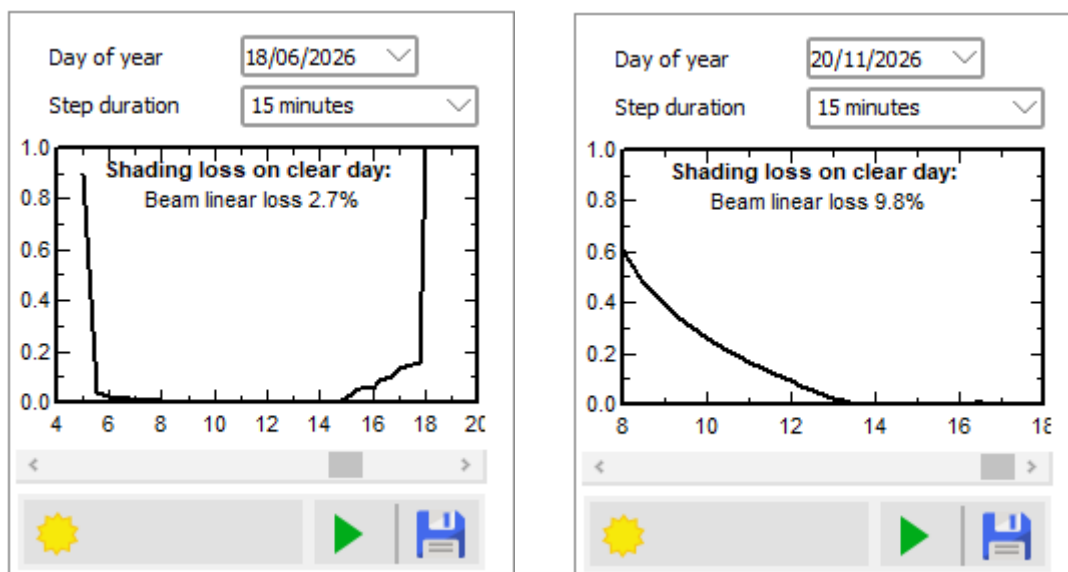 Day of year 18/06/2026
Step duration 15 minutes
Shading loss on clear day:
Beam linear loss 2.7%
1.0
0.8
0.6
0.4
0.2
0.0
4 6 8 10 12 14 16 18 20
Day of year 20/11/2026
Step duration 15 minutes
Shading loss on clear day:
Beam linear loss 9.8%
1.0
0.8
0.6
0.4
0.2
0.0
8 10 12 14 16 18